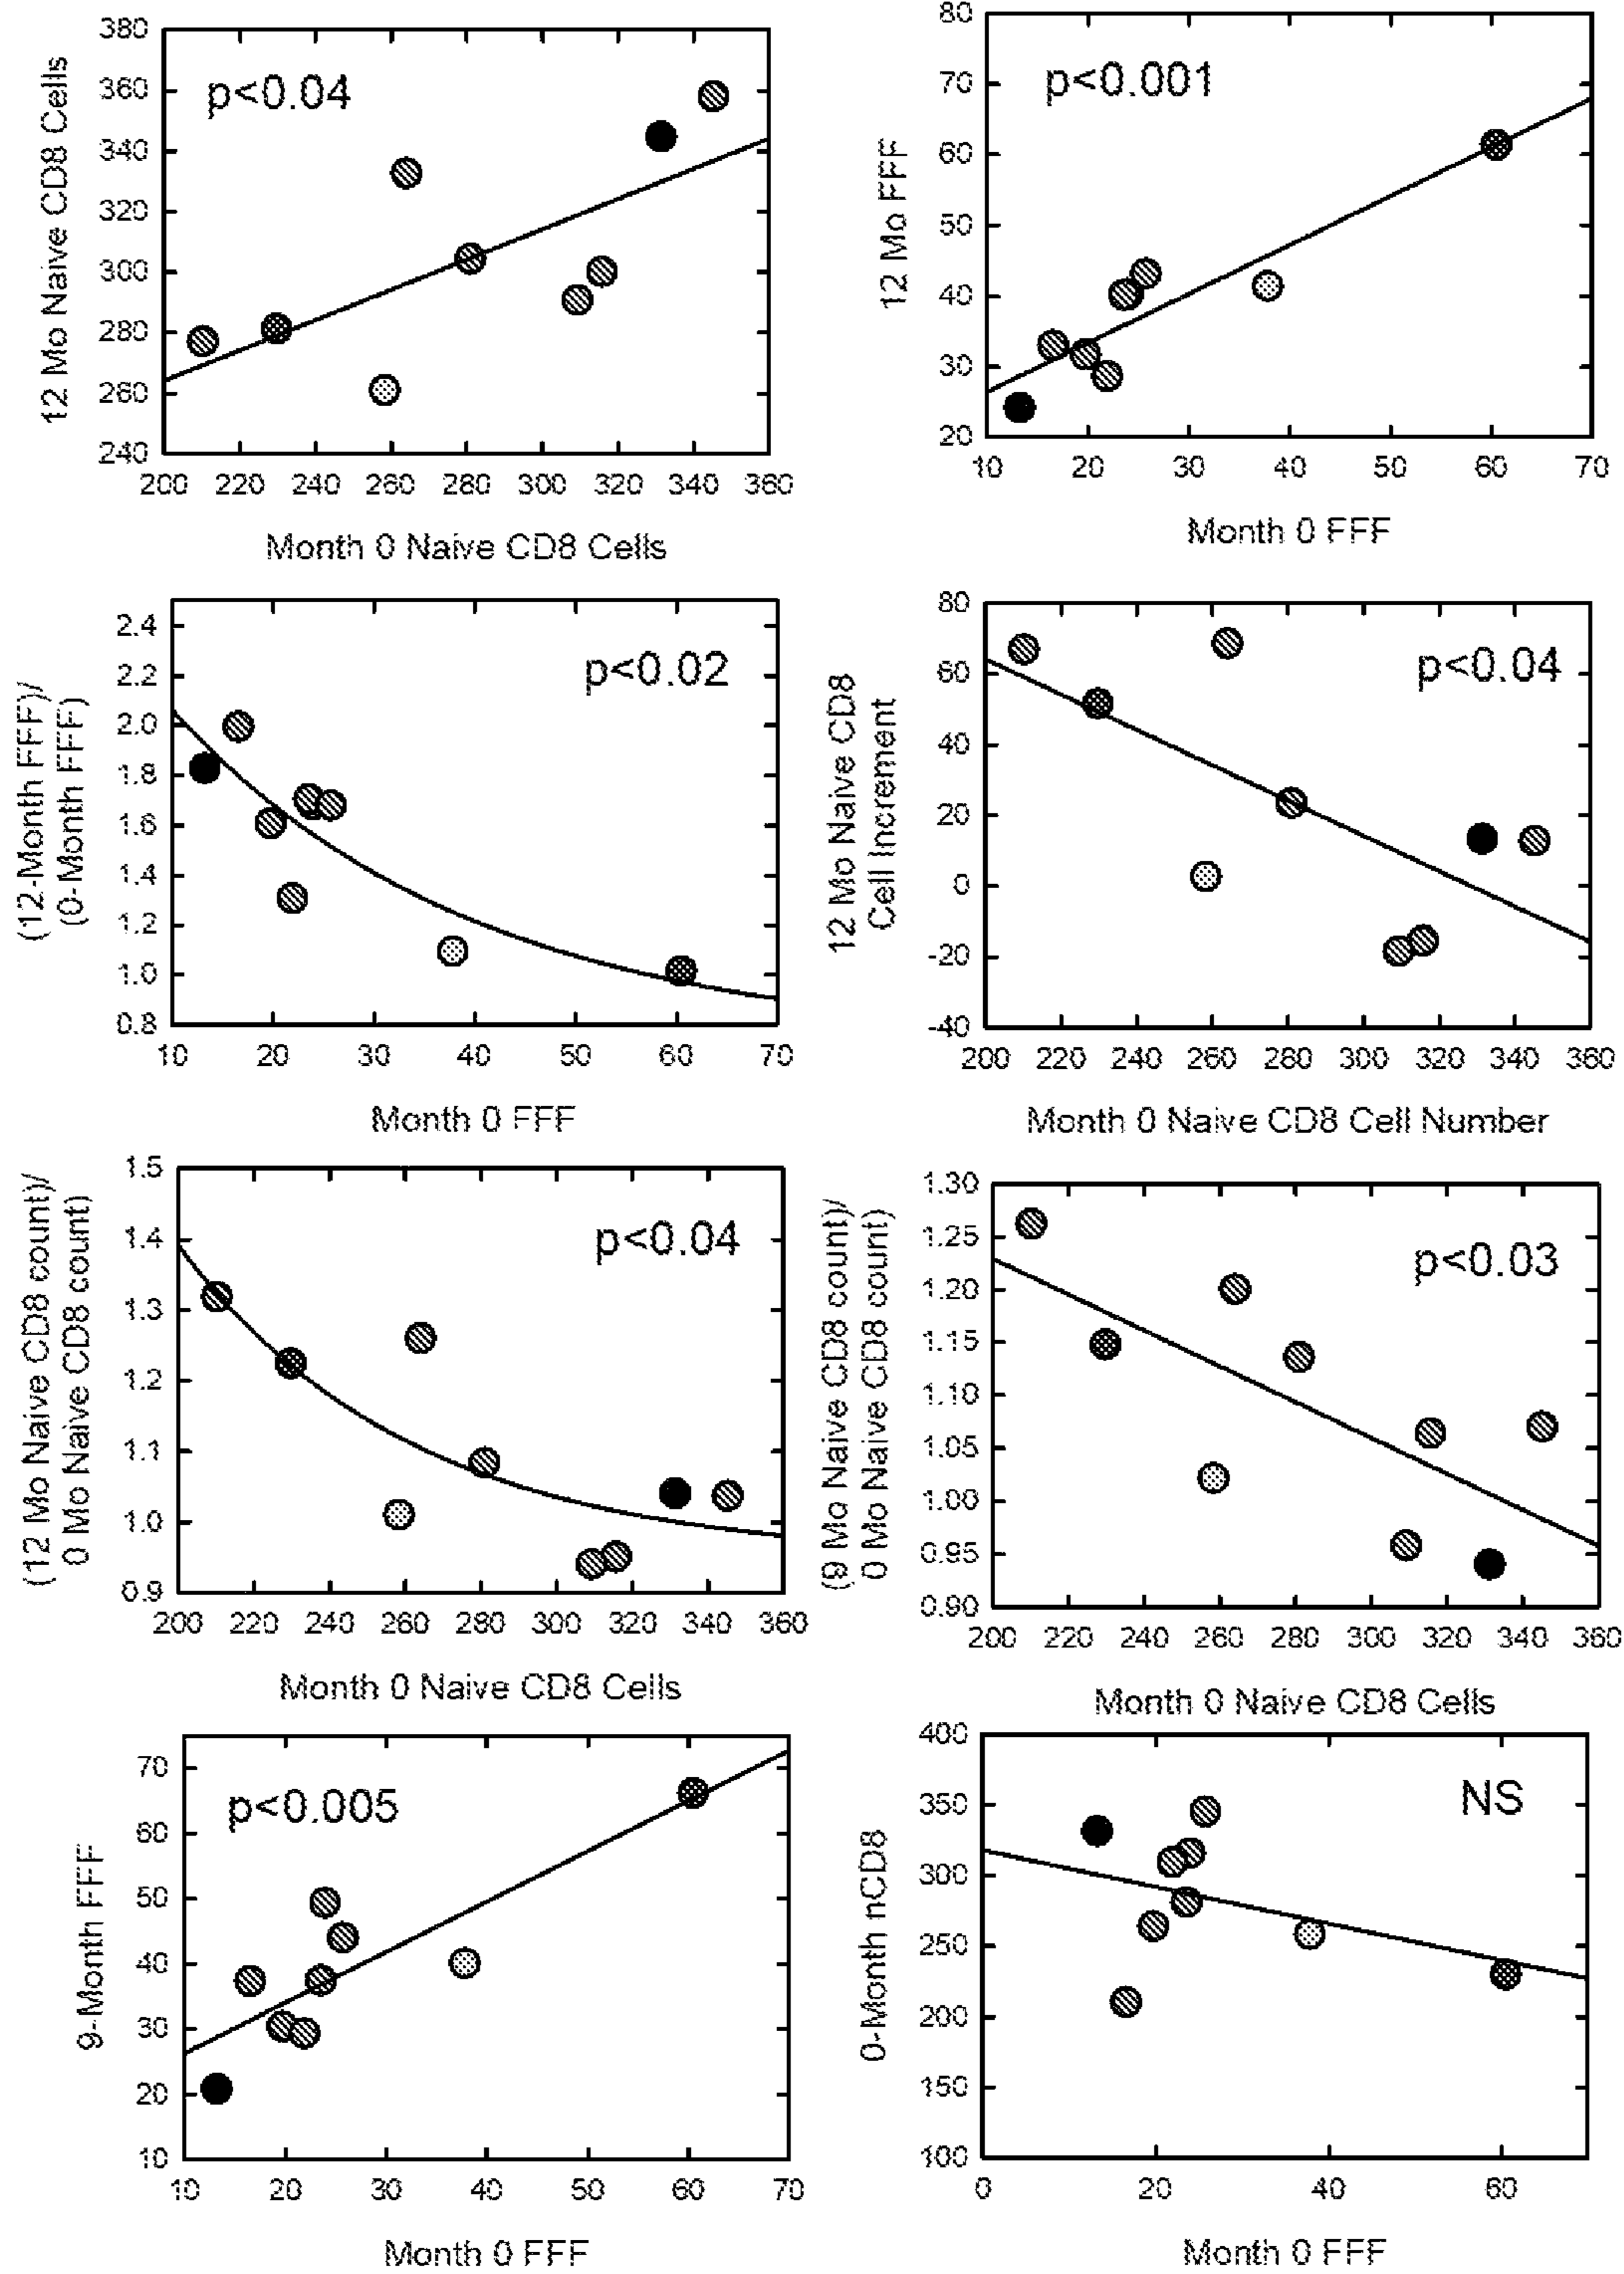 380
360
340
320
300
280
260
240
12 Mo Naive CD8 Cells
p<0.04
200 220 240 260 280 300 320 340 360
Month 0 Naive CD8 Cells
80
70
60
50
40
30
20
12 Mo FFF
p<0.001
10 20 30 40 50 60 70
Month 0 FFF
2.4
2.2
2.0
1.8
1.6
1.4
1.2
1.0
0.8
(12-Month FFF)/
(0-Month FFF)
p<0.02
10 20 30 40 50 60 70
Month 0 FFF
80
60
40
20
0
-20
-40
12 Mo Naive CD8
Cell Increment
p<0.04
200 220 240 260 280 300 320 340 360
Month 0 Naive CD8 Cell Number
1.5
1.4
1.3
1.2
1.1
1.0
0.9
(12 Mo Naive CD8 count)/
0 Mo Naive CD8 count)
p<0.04
200 220 240 260 280 300 320 340 360
Month 0 Naive CD8 Cells
1.30
1.25
1.20
1.15
1.10
1.05
1.00
0.95
0.90
(9 Mo Naive CD8 count)/
0 Mo Naive CD8 count)
p<0.03
200 220 240 260 280 300 320 340 360
Month 0 Naive CD8 Cells
70
60
50
40
30
20
10
9-Month FFF
p<0.005
10 20 30 40 50 60 70
Month 0 FFF
400
350
300
250
200
150
100
0-Month nCD8
NS
0 20 40 60
Month 0 FFF